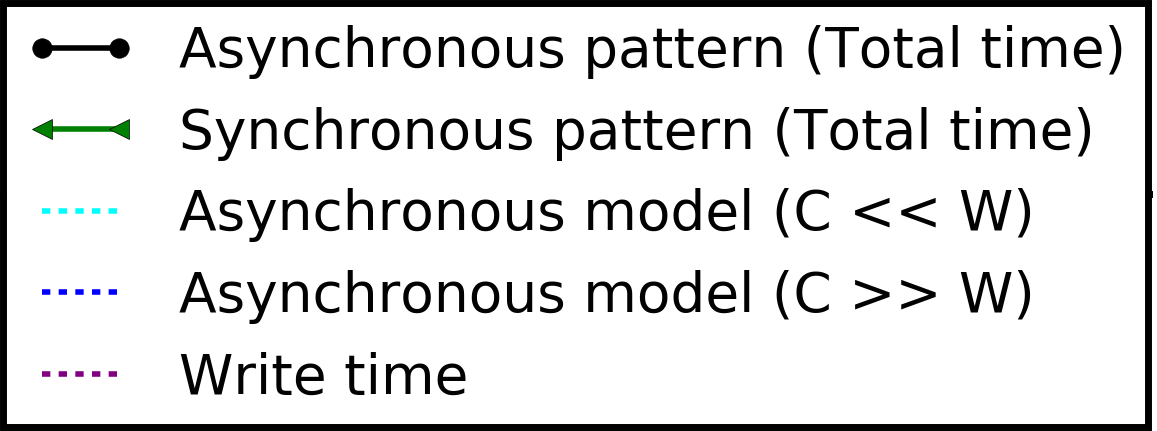 Asynchronous pattern (Total time)
Synchronous pattern (Total time)
Asynchronous model (C << W)
Asynchronous model (C >> W)
Write time